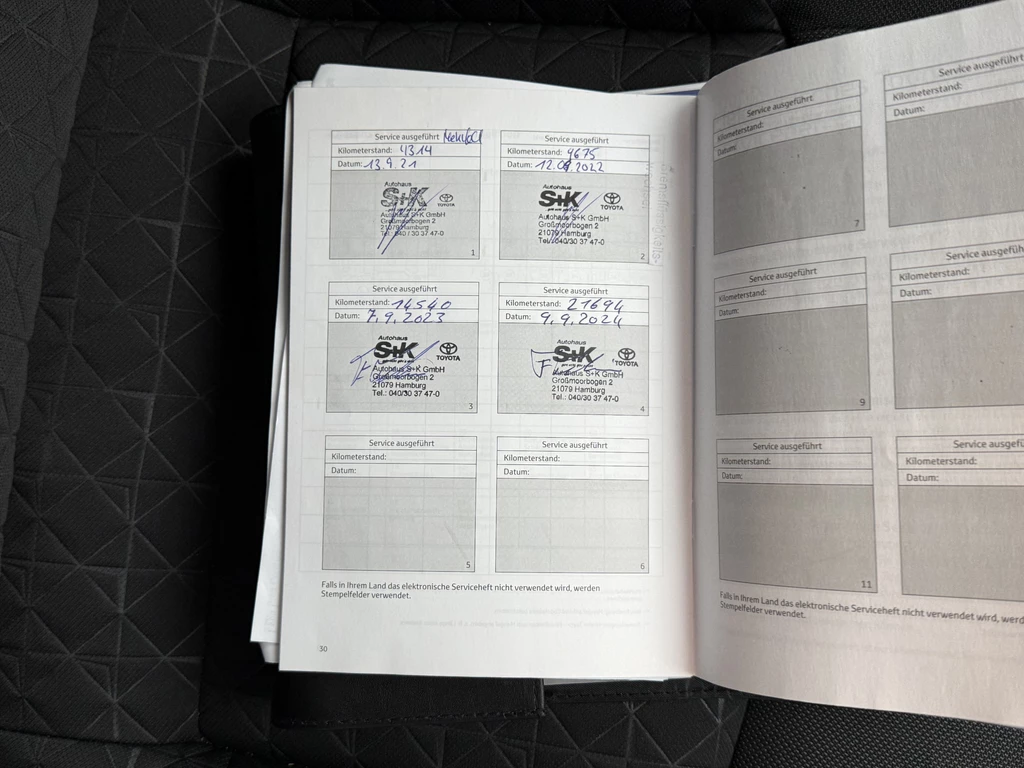 Service ausgeführt
Kilometerstand: 4314
Datum: 13.9.21
Autohaus
S+K
TOYOTA
Autohaus S+K GmbH
Großmoorbogen 2
21079 Hamburg
Tel.: 040 / 30 37 47-0
1
Service ausgeführt
Kilometerstand: 9675
Datum: 12.09.2022
Autohaus
S+K
TOYOTA
Autohaus S+K GmbH
Großmoorbogen 2
21079 Hamburg
Tel.: 040/30 37 47-0
2
Service ausgeführt
Kilometerstand: 14540
Datum: 7.9.2023
Autohaus
S+K
TOYOTA
Autohaus S+K GmbH
Großmoorbogen 2
21079 Hamburg
Tel.: 040/30 37 47-0
3
Service ausgeführt
Kilometerstand: 21694
Datum: 9.9.2024
Autohaus
S+K
TOYOTA
Autohaus S+K GmbH
Großmoorbogen 2
21079 Hamburg
Tel.: 040/30 37 47-0
4
Service ausgeführt
Kilometerstand:
Datum:
5
Service ausgeführt
Kilometerstand:
Datum:
6
Falls in Ihrem Land das elektronische Serviceheft nicht verwendet wird, werden
Stempelfelder verwendet.
30
Service ausgeführt
Kilometerstand:
Datum:
7
Service ausgeführt
Kilometerstand:
Datum:
Service ausgeführt
Kilometerstand:
Datum:
9
Service ausgefüh
Kilometerstand:
Datum:
Service ausgeführt
Kilometerstand:
Datum:
11
Service ausgefü
Kilometerstand:
Datum:
Falls in Ihrem Land das elektronische Serviceheft nicht verwendet wird, werd
Stempelfelder verwendet.